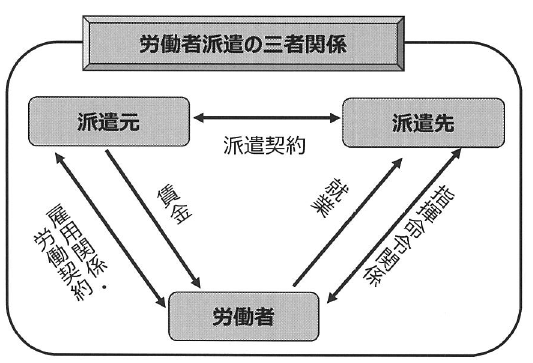 労働者派遣の三者関係
派遣元
派遣先
派遣契約
賃金
就業
雇用関係・
労働契約
指揮命令関係
労働者